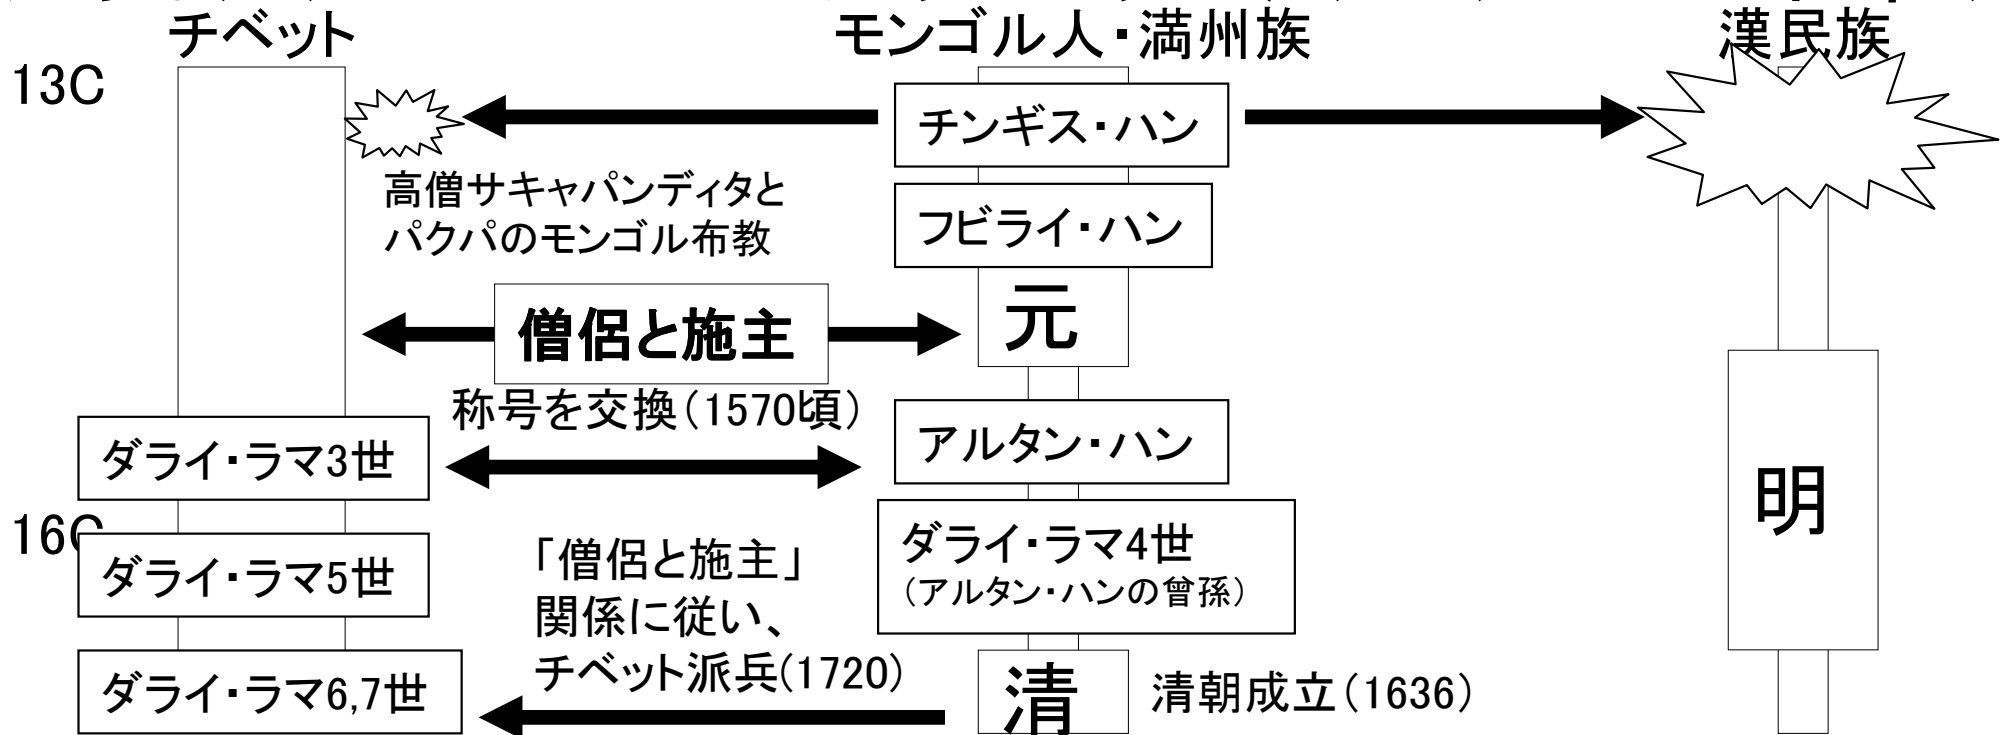 チベット
モンゴル人・満州族
漢民族
13C
チンギス・ハン
高僧サキャパンディタと
パクパのモンゴル布教
フビライ・ハン
元
僧侶と施主
称号を交換(1570頃)
ダライ・ラマ3世
アルタン・ハン
明
16C
ダライ・ラマ5世
「僧侶と施主」
関係に従い、
チベット派兵(1720)
ダライ・ラマ4世
(アルタン・ハンの曾孫)
ダライ・ラマ6,7世
清
清朝成立(1636)